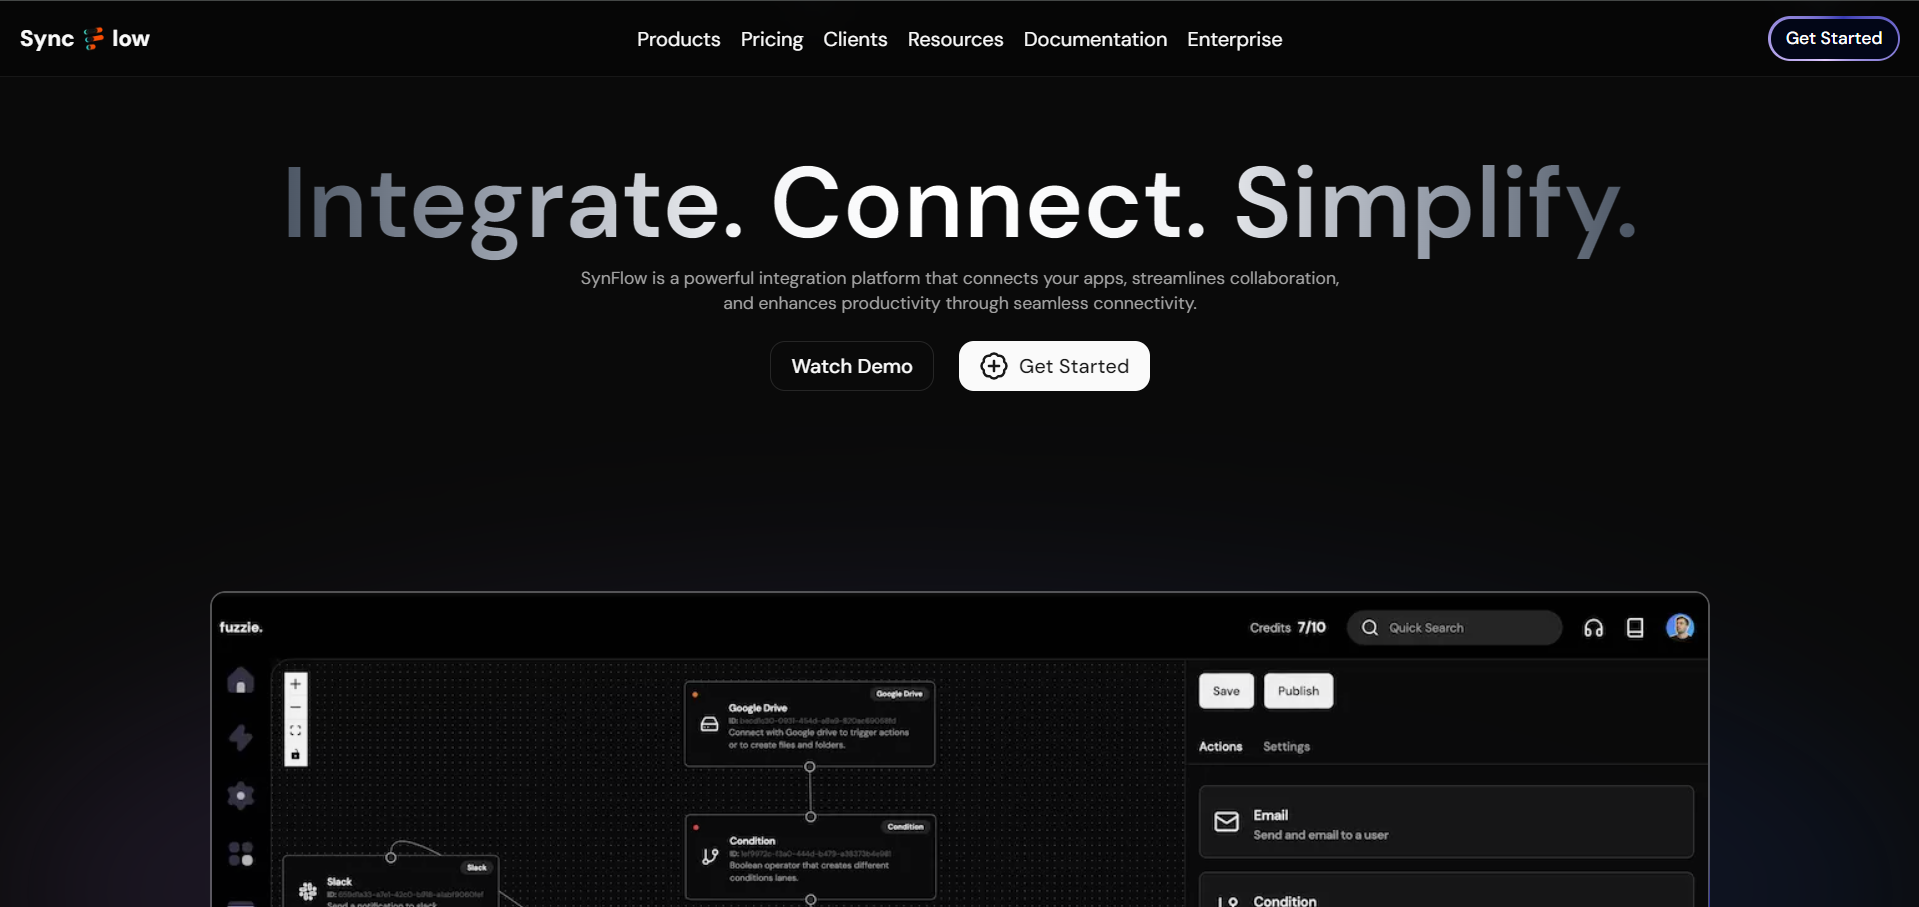 Sync low
Products Pricing Clients Resources Documentation Enterprise
Get Started
Integrate. Connect. Simplify.
SynFlow is a powerful integration platform that connects your apps, streamlines collaboration,
and enhances productivity through seamless connectivity.
Watch Demo
Get Started
fuzzie.
Credits 7/10
Quick Search
Google Drive
Google Drive
ID:
Connect with Google drive to trigger actions
or to create files and folders.
Save
Publish
Actions Settings
Email
Send and email to a user
Condition
Condition
ID:
Boolean operator that creates different
conditions lanes.
Slack
Slack
ID:
Send a notification to slack
Condition